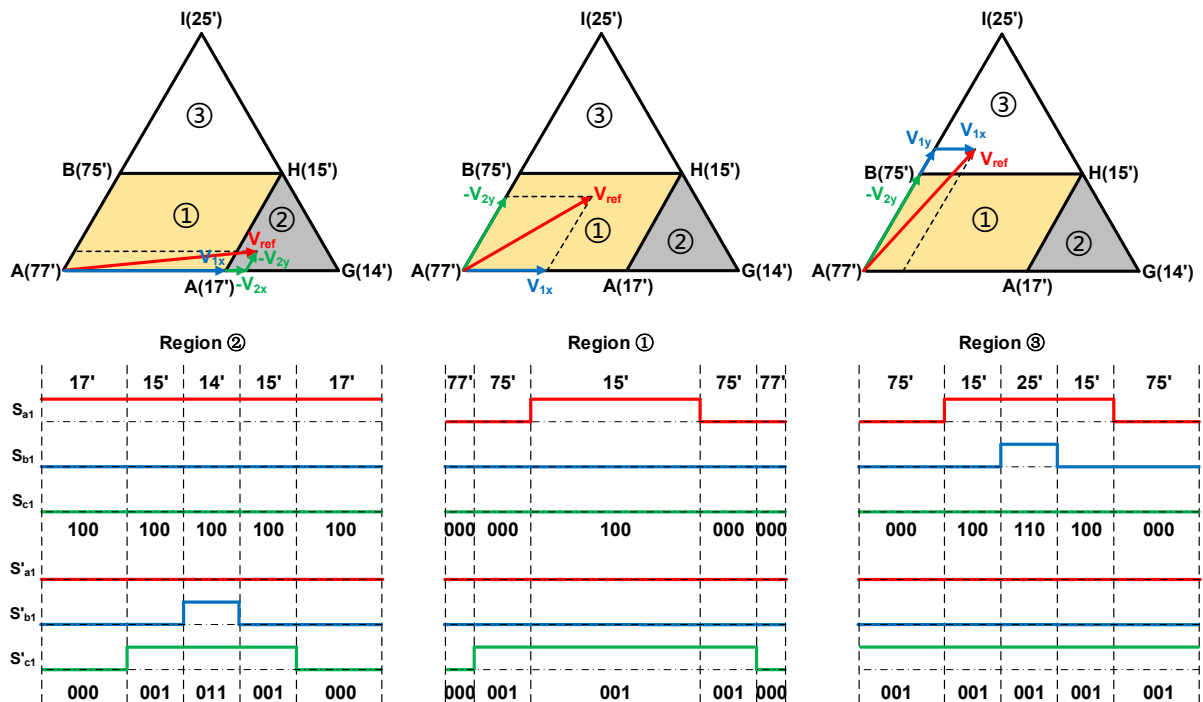 I(25') I(25') I(25')
③ ③ ③
V1y V1x
Vref
B(75') H(15') B(75') H(15') B(75') H(15')
-V2y Vref -V2y
① ② ① ② ① ②
Vref
V1x -V2y
A(77') G(14') A(77') G(14') A(77') G(14')
A(17') A(17') A(17')
-V2x V1x
Region ② Region ① Region ③
17' 15' 14' 15' 17' 77' 75' 15' 75' 77' 75' 15' 25' 15' 75'
Sa1
Sb1
Sc1
100 100 100 100 100 000 000 100 000 000 000 100 110 100 000
S'a1
S'b1
S'c1
000 001 011 001 000 000 001 001 001 000 001 001 001 001 001